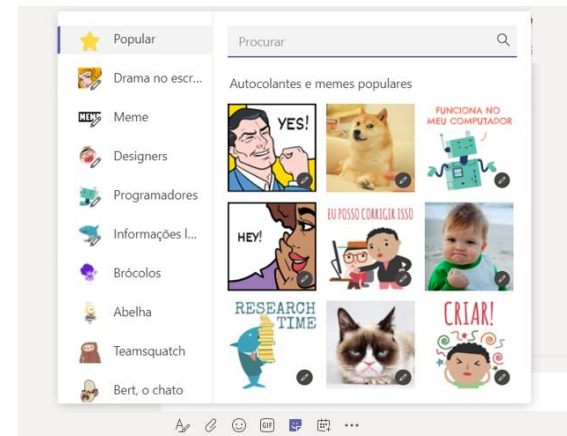 Popular
Drama no escr...
Meme
Designers
Programadores
Informações l...
Brócolos
Abelha
Teamsquatch
Bert, o chato
Procurar
Autocolantes e memes populares
YES!
FUNCIONA NO
MEU COMPUTADOR
HEY!
EU POSSO CORRIGIR ISSO
RESEARCH
TIME
CRIAR!
GIF